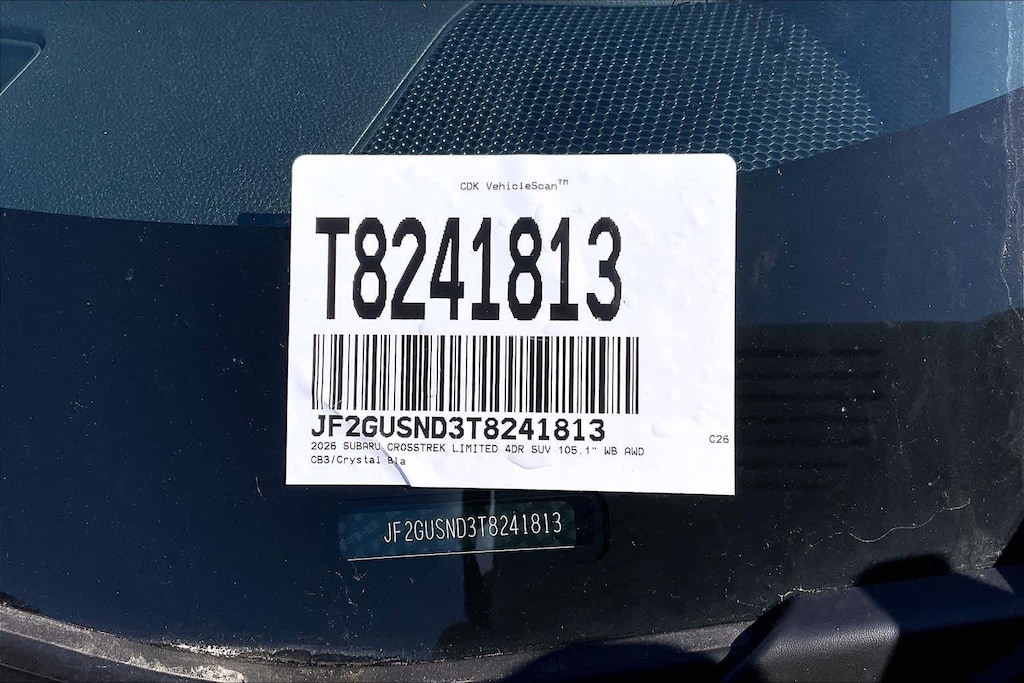 CDK VehicleScan™
T8241813
JF2GUSND3T8241813
2026 SUBARU CROSSTREK LIMITED 4DR SUV 105.1" WB AWD
CB3/Crystal Bla
C26
JF2GUSND3T8241813